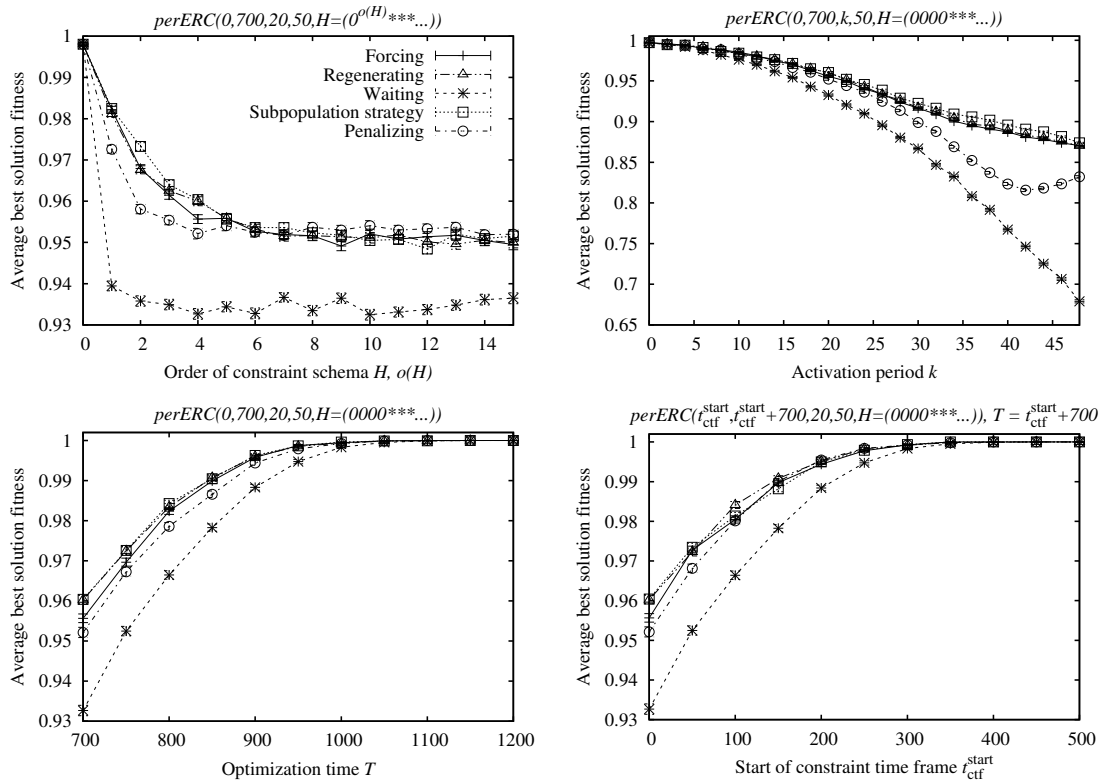 perERC(0,700,20,50,H=(0^o(H)***...))
Average best solution fitness
1
0.99
0.98
0.97
0.96
0.95
0.94
0.93
0 2 4 6 8 10 12 14
Order of constraint schema H, o(H)
Forcing
Regenerating
Waiting
Subpopulation strategy
Penalizing
perERC(0,700,k,50,H=(0000***...))
Average best solution fitness
1
0.95
0.9
0.85
0.8
0.75
0.7
0.65
0 5 10 15 20 25 30 35 40 45
Activation period k
perERC(0,700,20,50,H=(0000***...))
Average best solution fitness
1
0.99
0.98
0.97
0.96
0.95
0.94
0.93
700 800 900 1000 1100 1200
Optimization time T
perERC(t_ctf^start,t_ctf^start+700,20,50,H=(0000***...)), T = t_ctf^start+700
Average best solution fitness
1
0.99
0.98
0.97
0.96
0.95
0.94
0.93
0 100 200 300 400 500
Start of constraint time frame t_ctf^start